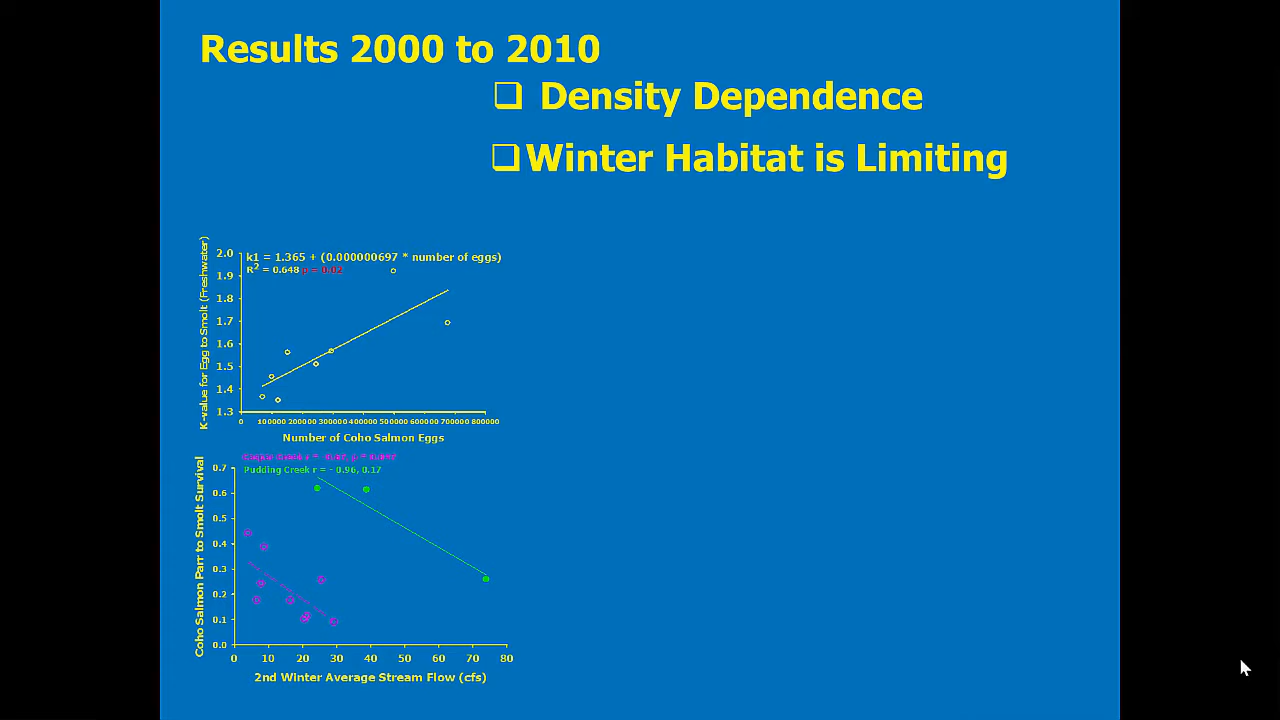 Results 2000 to 2010
❑ Density Dependence
❑ Winter Habitat is Limiting
k1 = 1.365 + (0.000000697 * number of eggs)
R2 = 0.648 p = 0.02
K-value for Egg to Smolt (Freshwater)
2.0
1.9
1.8
1.7
1.6
1.5
1.4
1.3
0 100000 200000 300000 400000 500000 600000 700000 800000
Number of Coho Salmon Eggs
Pudding Creek r = - 0.96, 0.17
Coho Salmon Parr to Smolt Survival
0.7
0.6
0.5
0.4
0.3
0.2
0.1
0.0
0 10 20 30 40 50 60 70 80
2nd Winter Average Stream Flow (cfs)